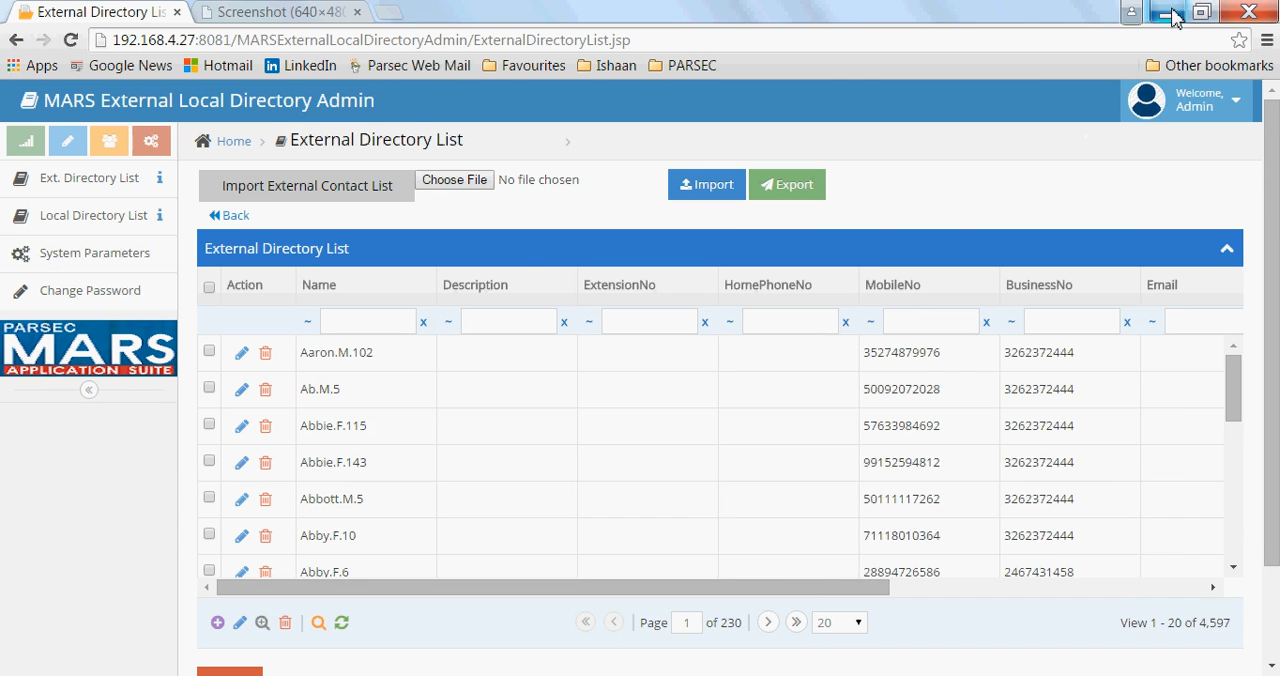 External Directory Lis ×
Screenshot (640×480 ×
192.168.4.27:8081/MARSExternalLocalDirectoryAdmin/ExternalDirectoryList.jsp
Apps Google News Hotmail LinkedIn Parsec Web Mail Favourites Ishaan PARSEC Other bookmarks
MARS External Local Directory Admin
Welcome,
Admin
Home > External Directory List >
Ext. Directory List
Local Directory List
System Parameters
Change Password
PARSEC
MARS
APPLICATION SUITE
Import External Contact List Choose File No file chosen Import Export
Back
External Directory List
Action Name Description ExtensionNo HomePhoneNo MobileNo BusinessNo Email
~ x ~ x ~ x ~ x ~ x ~ x ~
Aaron.M.102 35274879976 3262372444
Ab.M.5 50092072028 3262372444
Abbie.F.115 57633984692 3262372444
Abbie.F.143 99152594812 3262372444
Abbott.M.5 50111117262 3262372444
Abby.F.10 71118010364 3262372444
Abby.F.6 28894726586 2467431458
Page 1 of 230 20 View 1 - 20 of 4,597